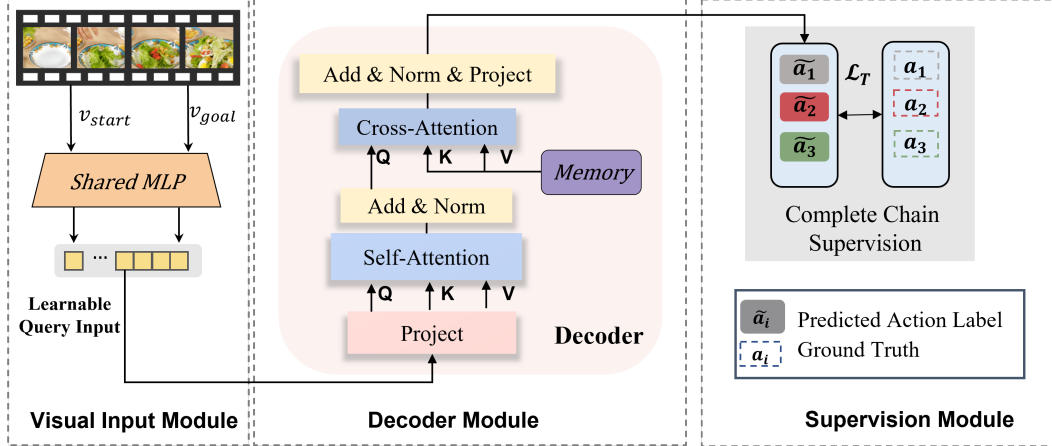 v_start
v_goal
Shared MLP
...
Learnable
Query Input
Visual Input Module
Add & Norm & Project
Cross-Attention
Q K V
Memory
Add & Norm
Self-Attention
Q K V
Project
Decoder
Decoder Module
ã₁ ℒ_T a₁
ã₂ a₂
ã₃ a₃
Complete Chain
Supervision
ãᵢ Predicted Action Label
aᵢ Ground Truth
Supervision Module